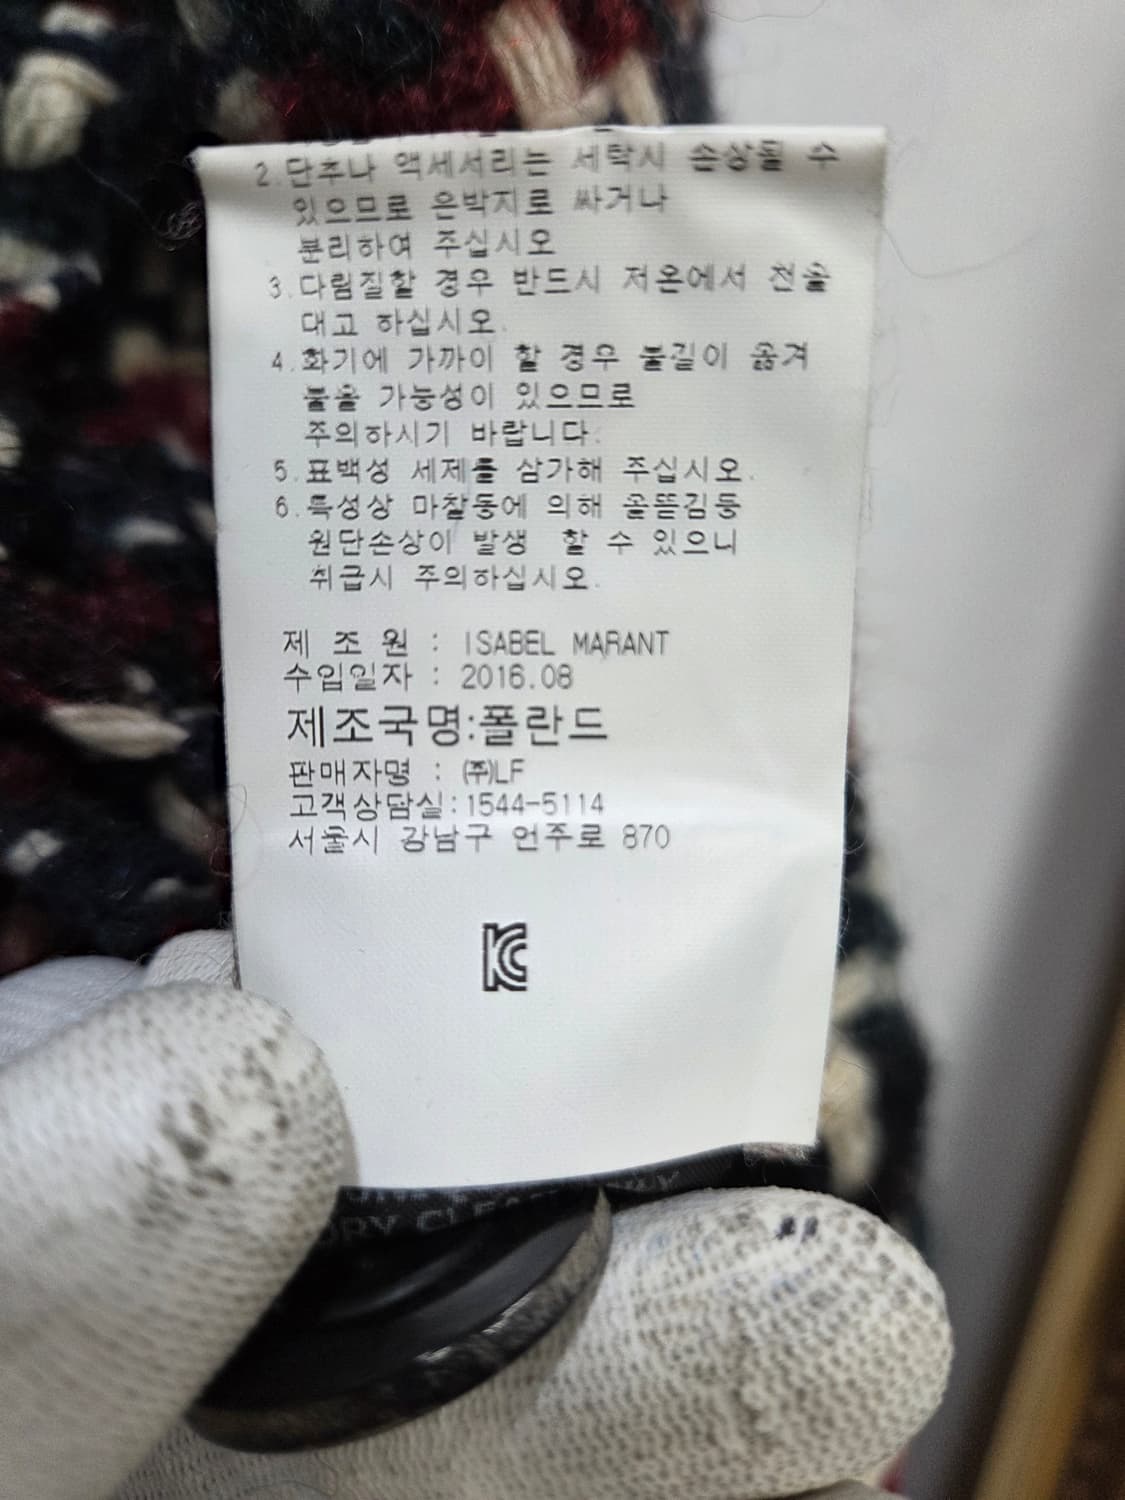 2.단추나 액세서리는 세탁시 손상될 수
있으므로 은박지로 싸거나
분리하여 주십시오
3.다림질할 경우 반드시 저온에서 천을
대고 하십시오.
4.화기에 가까이 할 경우 불길이 옮겨
붙을 가능성이 있으므로
주의하시기 바랍니다.
5.표백성 세제를 삼가해 주십시오.
6.특성상 마찰등에 의해 올뜯김등
원단손상이 발생 할 수 있으니
취급시 주의하십시오.
제 조 원 : ISABEL MARANT
수입일자 : 2016.08
제조국명:폴란드
판매자명 : (주)LF
고객상담실:1544-5114
서울시 강남구 언주로 870
KC
DRY CLEAN ONLY